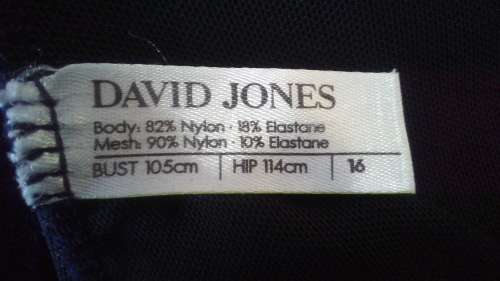 DAVID JONES
Body: 82% Nylon · 18% Elastane
Mesh: 90% Nylon · 10% Elastane
BUST 105cm | HIP 114cm | 16